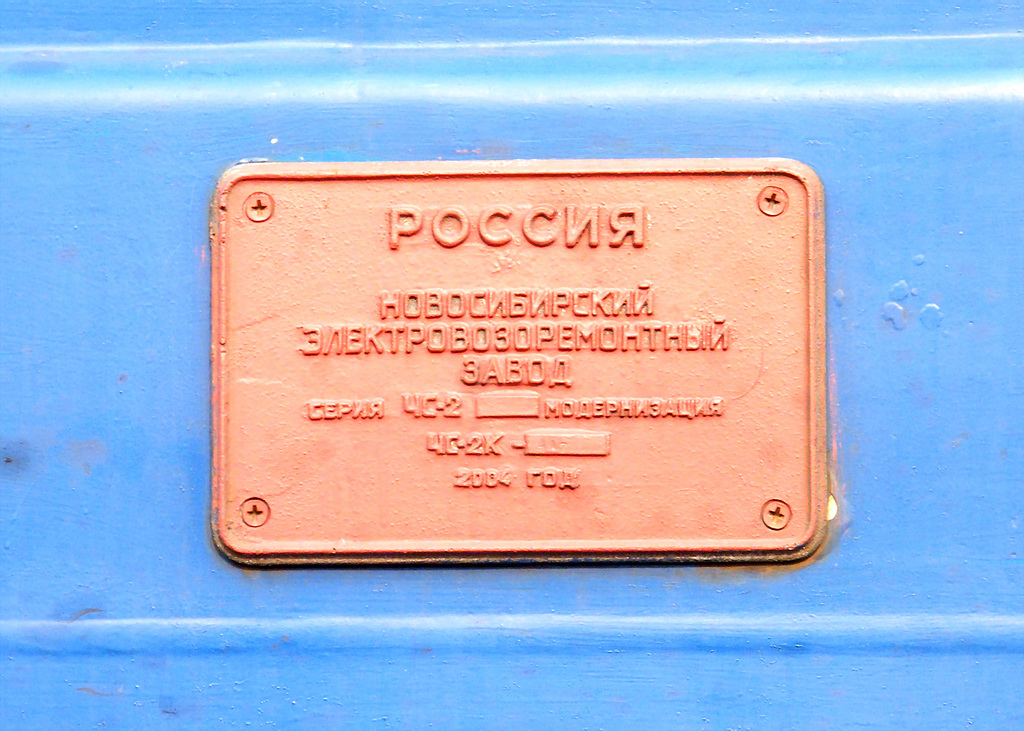 РОССИЯ
НОВОСИБИРСКИЙ
ЭЛЕКТРОВОЗОРЕМОНТНЫЙ
ЗАВОД
СЕРИЯ ЧС-2 МОДЕРНИЗАЦИЯ
ЧС-2К -
2004 ГОД